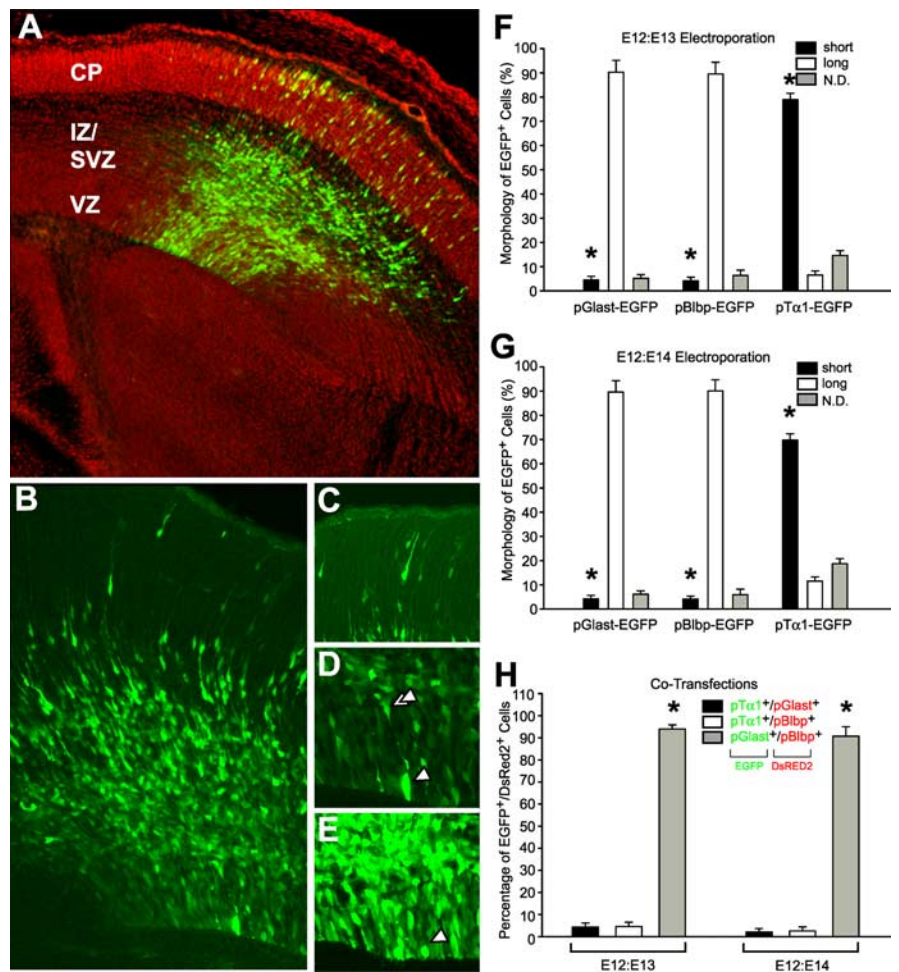 A
CP
IZ/
SVZ
VZ
B
C
D
E
F
E12:E13 Electroporation
short
long
N.D.
Morphology of EGFP+ Cells (%)
100
90
80
70
60
50
40
30
20
10
0
*
*
*
pGlast-EGFP
pBlbp-EGFP
pTα1-EGFP
G
E12:E14 Electroporation
short
long
N.D.
Morphology of EGFP+ Cells (%)
100
90
80
70
60
50
40
30
20
10
0
*
*
*
pGlast-EGFP
pBlbp-EGFP
pTα1-EGFP
H
Co-Transfections
pTα1+/pGlast+
pTα1+/pBlbp+
pGlast+/pBlbp+
EGFP
DsRED2
Percentage of EGFP+/DsRed2+ Cells
100
90
80
70
60
50
40
30
20
10
0
*
*
E12:E13
E12:E14